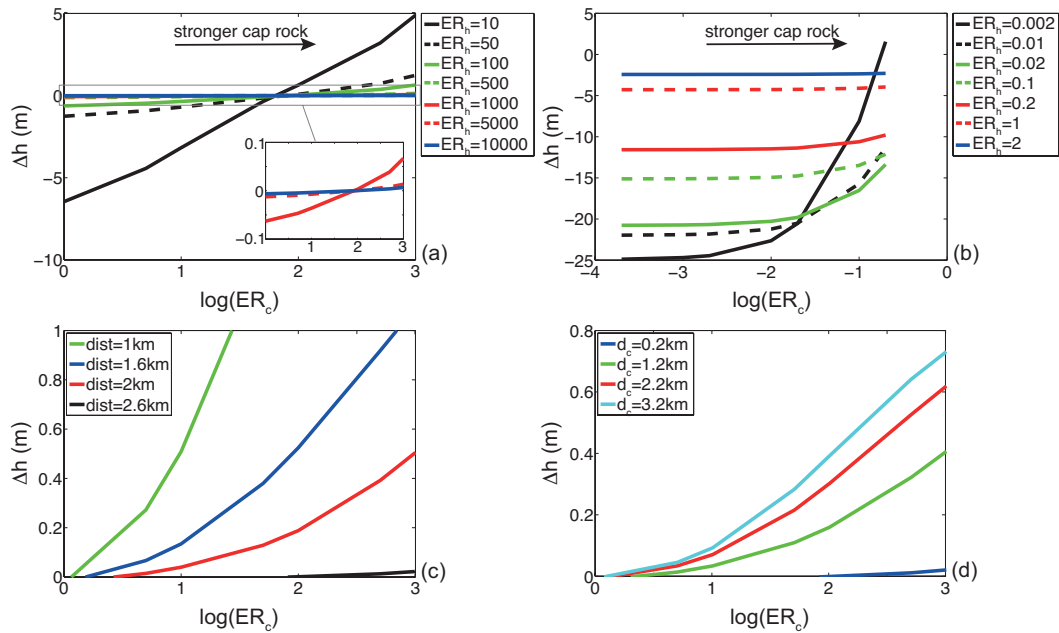 5
0
−5
−10
0
1
2
3
Δh (m)
log(ER_c)
stronger cap rock
0.1
0
−0.1
1
2
3
(a)
ER_h=10
ER_h=50
ER_h=100
ER_h=500
ER_h=1000
ER_h=5000
ER_h=10000
5
0
−5
−10
−15
−20
−25
−4
−3
−2
−1
0
Δh (m)
log(ER_c)
stronger cap rock
(b)
ER_h=0.002
ER_h=0.01
ER_h=0.02
ER_h=0.1
ER_h=0.2
ER_h=1
ER_h=2
1
0.8
0.6
0.4
0.2
0
0
1
2
3
Δh (m)
log(ER_c)
dist=1km
dist=1.6km
dist=2km
dist=2.6km
(c)
0.8
0.6
0.4
0.2
0
0
1
2
3
Δh (m)
log(ER_c)
d_c=0.2km
d_c=1.2km
d_c=2.2km
d_c=3.2km
(d)